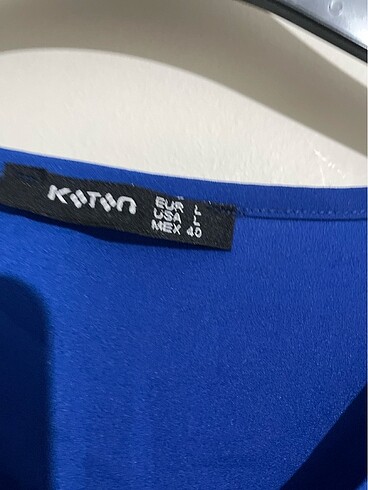 KOTON
EUR L
USA L
MEX 40